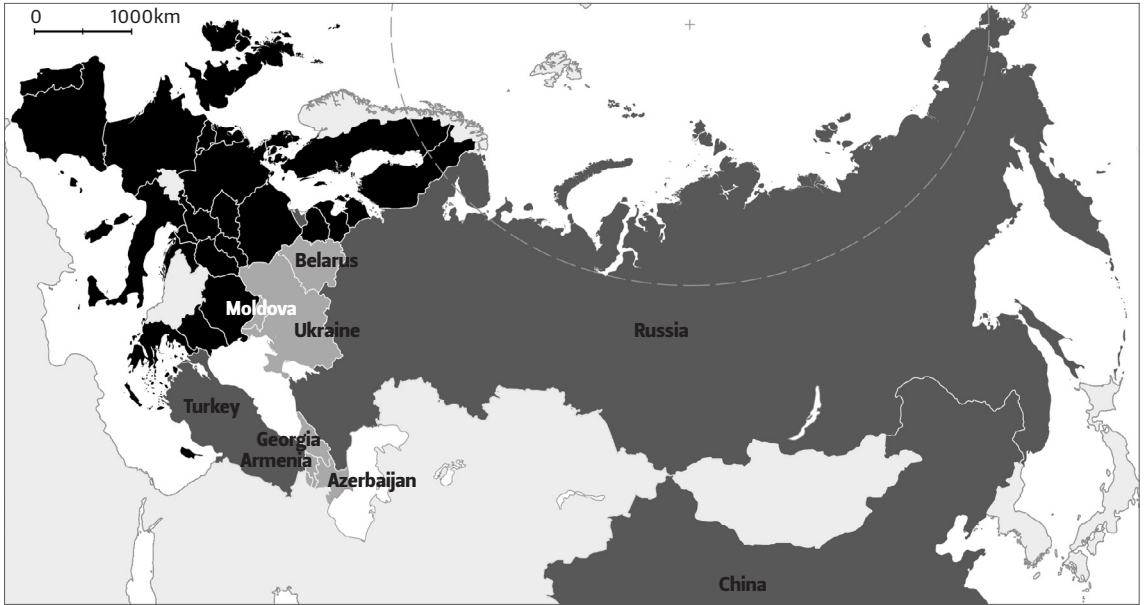 0 1000km
Belarus
Moldova
Ukraine
Russia
Turkey
Georgia
Armenia
Azerbaijan
China